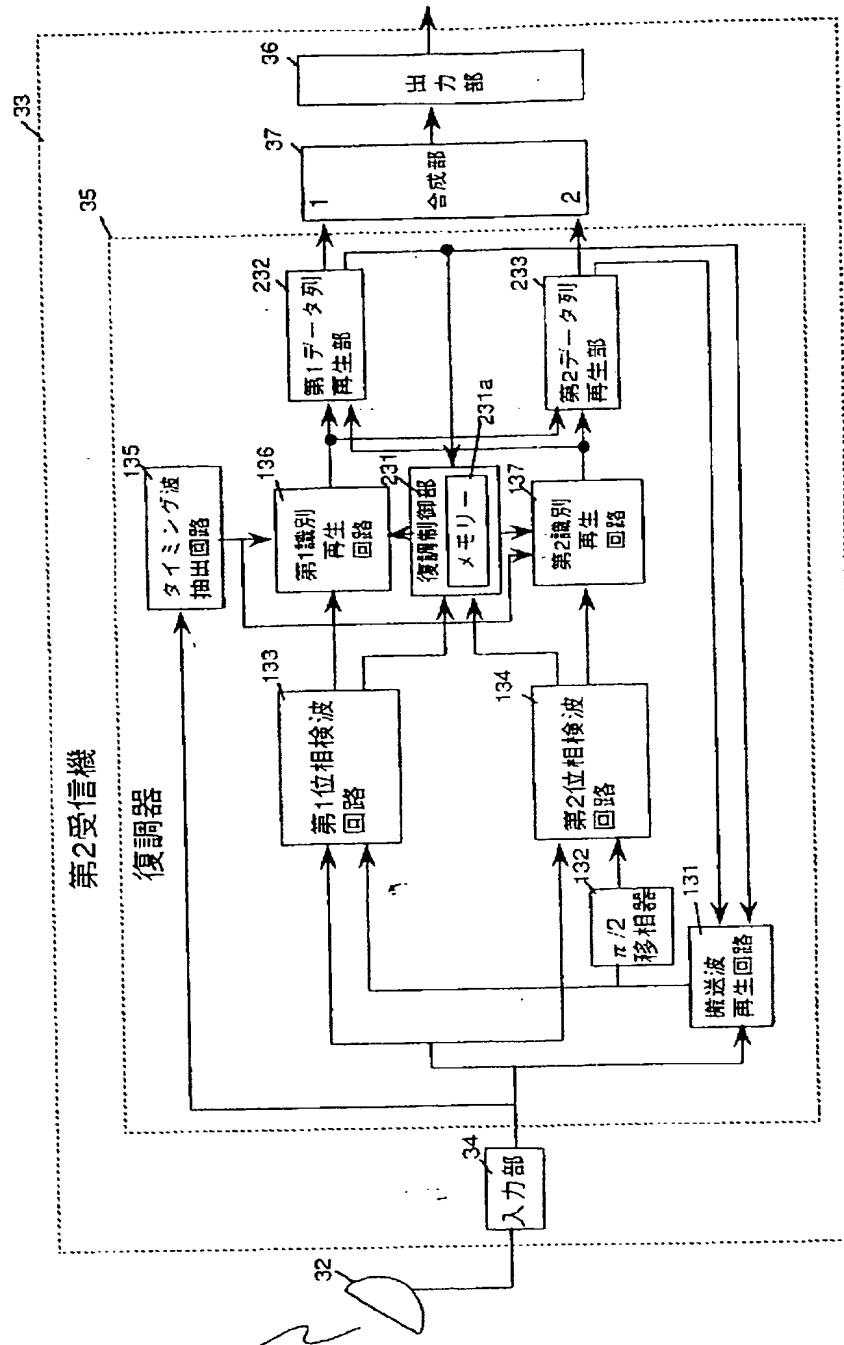 第2受信機
33
復調器
35
32
34
入力部
135
タイミング波
抽出回路
133
第1位相検波
回路
136
第1識別
再生
回路
232
第1データ列
再生部
37
1
合成部
2
36
出力部
231
復調制御部
231a
メモリー
134
第2位相検波
回路
137
第2識別
再生
回路
233
第2データ列
再生部
132
π/2
移相器
131
搬送波
再生回路